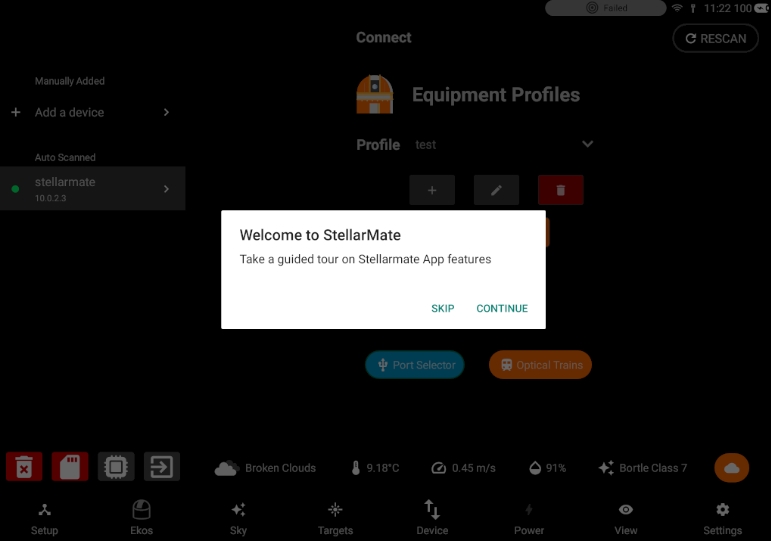 Failed
11:22 100
Connect
RESCAN
Manually Added
Add a device
Equipment Profiles
Profile test
Auto Scanned
stellarmate
10.0.2.3
Welcome to StellarMate
Take a guided tour on Stellarmate App features
SKIP CONTINUE
Port Selector Optical Trains
Broken Clouds 9.18°C 0.45 m/s 91% Bortle Class 7
Setup Ekos Sky Targets Device Power View Settings